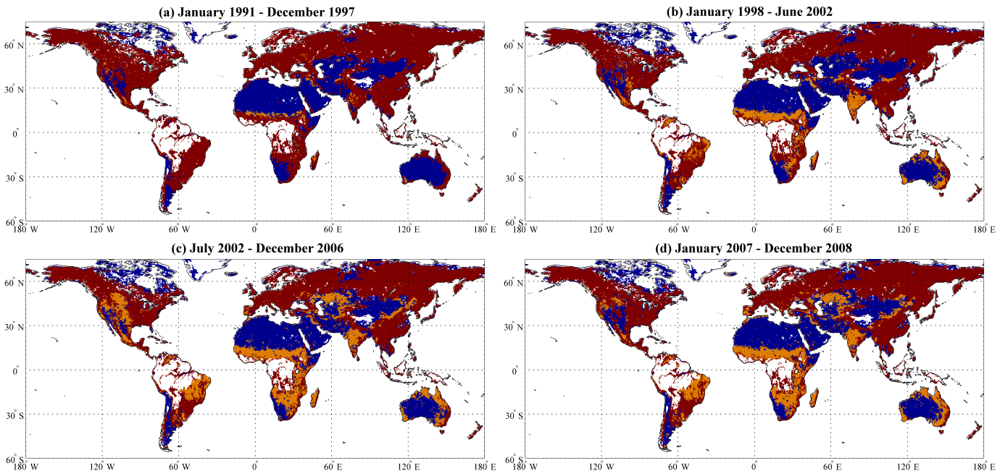 (a) January 1991 - December 1997
(b) January 1998 - June 2002
60° N
60° N
30° N
30° N
0°
0°
30° S
30° S
60° S
60° S
180° W 120° W 60° W 0° 60° E 120° E 180° E
180° W 120° W 60° W 0° 60° E 120° E 180° E
(c) July 2002 - December 2006
(d) January 2007 - December 2008
60° N
60° N
30° N
30° N
0°
0°
30° S
30° S
60° S
60° S
180° W 120° W 60° W 0° 60° E 120° E 180° E
180° W 120° W 60° W 0° 60° E 120° E 180° E